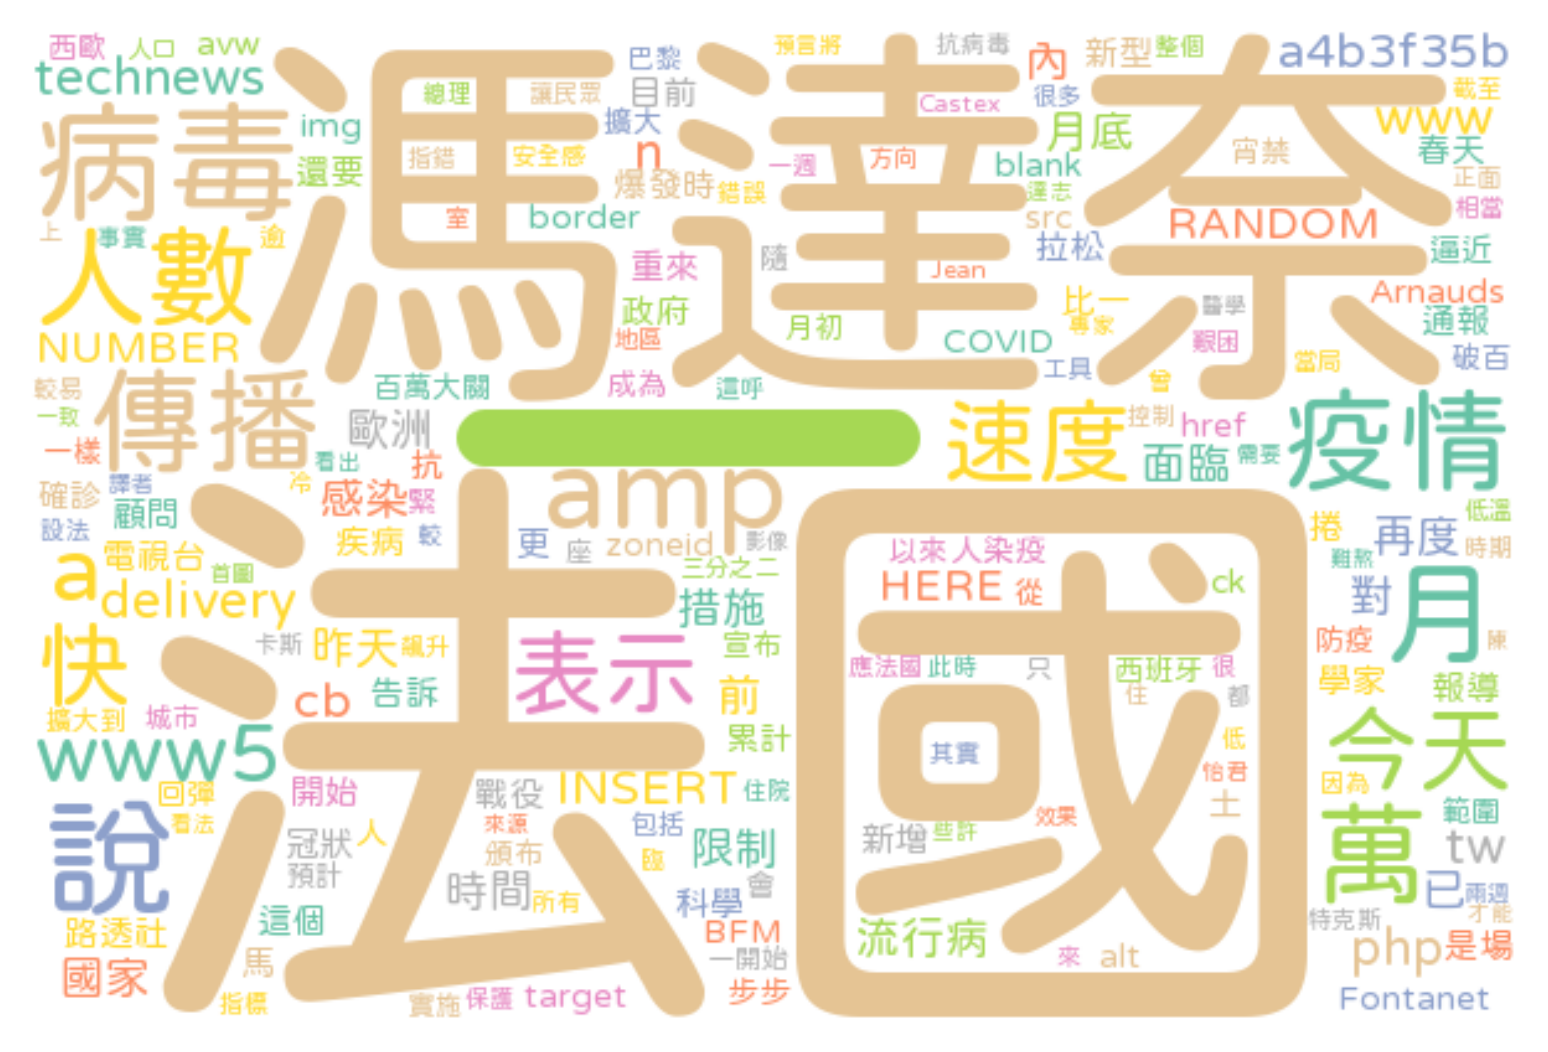 西歐 人口 avw 巴黎 預言將 抗病毒 內 新型 整個 a4b3f35b
technews 馮達奈 總理 讓民眾 目前 Castex 很多 截至
病毒 img 擴大 月底 www
還要 指錯 安全感 n 一週 方向 blank 宵禁 春天
爆發時 錯誤 達志 正面
上 事實 逾 室 border src RANDOM 相當
人數 重來 隨 Jean 拉松 逼近
政府 比一 醫學 Arnauds
NUMBER 地區 月初 COVID 專家 艱困 通報
較易 百萬大關 成為 這呼 工具 曾 當局 破百
一致 傳播 歐洲 速度 控制 href 疫情
一樣 看出 抗 amp 面臨 需要
確診 譯者 冷 感染 緊 捲 低溫
設法 顧問 疾病 較 更 座 zoneid 影像 以來 人染疫 再度 時期
a 電視台 首圖 三分之二 HERE 從 ck 難熬
delivery 法國 措施 對 月
快 卡斯 昨天 飆升 表示 宣布 防疫 陳
cb 告訴 前 應法國 此時 只 西班牙 很 學家 報導
擴大到 城市 住 都
www5 累計 其實 低 今天
回彈 開始 戰役 INSERT 住院 怡君 因為
說 看法 冠狀 人 來源 包括 新增 些許 效果 土 萬 範圍
預計 頒布 臨 限制 tw
時間 所有 會 已 兩週
路透社 這個 科學 流行病 特克斯 才能
國家 馬 BFM 一開始 來 alt php 是場
指標 實施 保護 target 步步 Fontanet